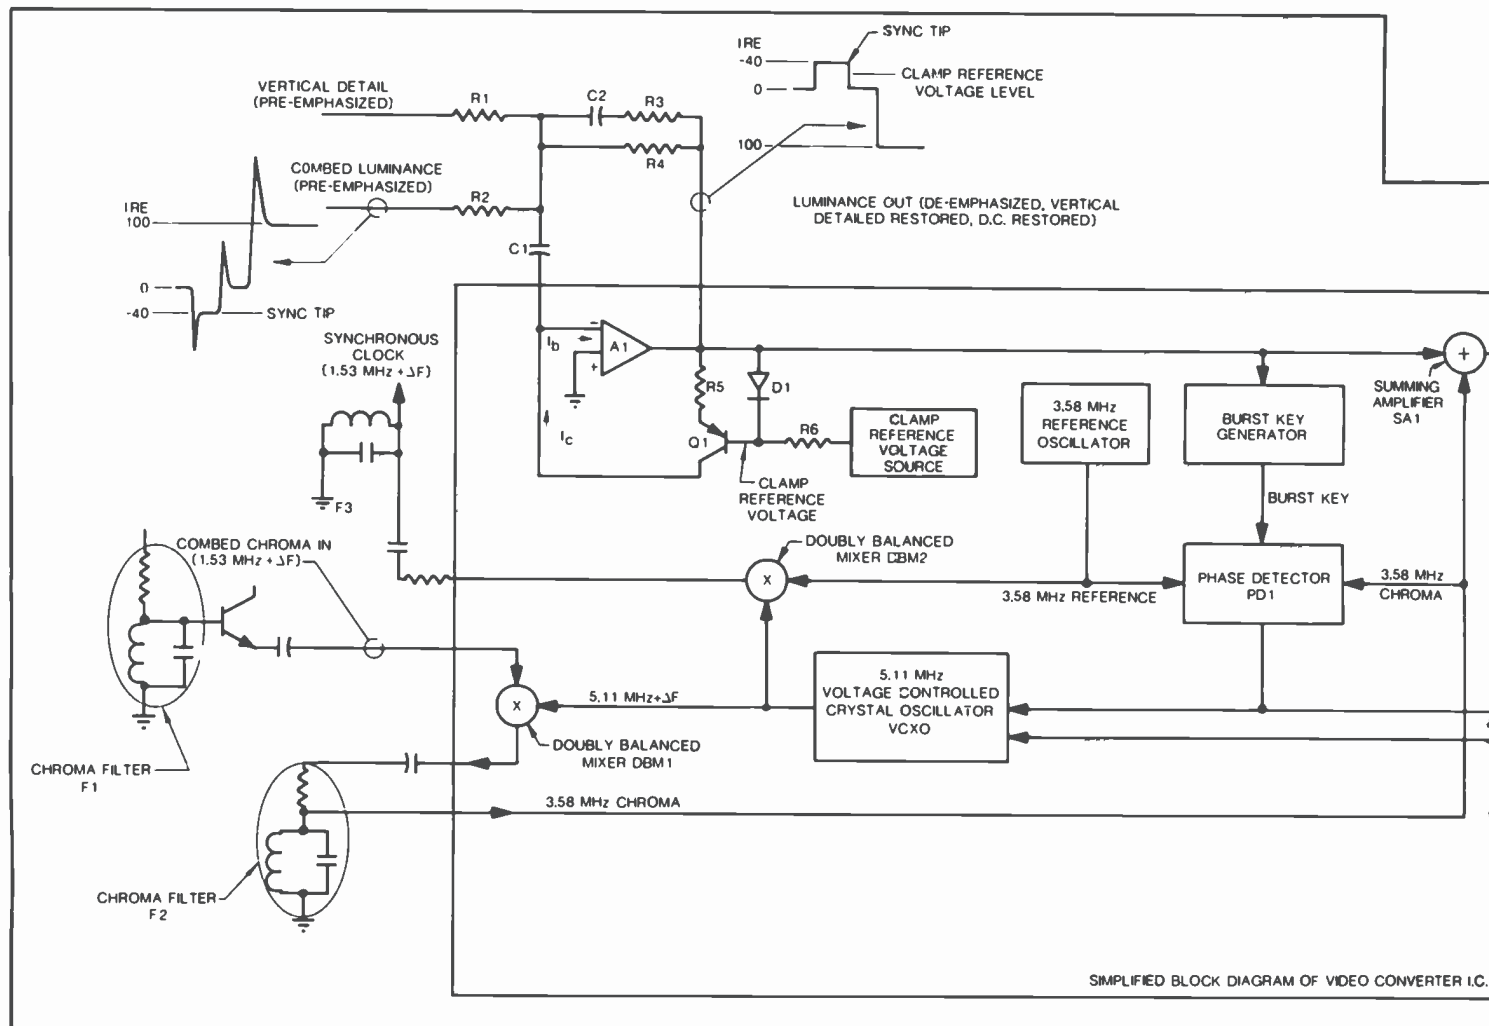 IRE
-40
0
100
SYNC TIP
CLAMP REFERENCE
VOLTAGE LEVEL
VERTICAL DETAIL
(PRE-EMPHASIZED)
R1
C2
R3
R4
COMBED LUMINANCE
(PRE-EMPHASIZED)
R2
IRE
100
0
-40
SYNC TIP
C1
LUMINANCE OUT (DE-EMPHASIZED, VERTICAL
DETAILED RESTORED, D.C. RESTORED)
SYNCHRONOUS
CLOCK
(1.53 MHz + ΔF)
Ib
-
A1
+
R5
D1
Ic
Q1
R6
CLAMP
REFERENCE
VOLTAGE
SOURCE
CLAMP
REFERENCE
VOLTAGE
3.58 MHz
REFERENCE
OSCILLATOR
BURST KEY
GENERATOR
+
SUMMING
AMPLIFIER
SA1
F3
BURST KEY
COMBED CHROMA IN
(1.53 MHz + ΔF)
DOUBLY BALANCED
MIXER DBM2
X
3.58 MHz REFERENCE
PHASE DETECTOR
PD1
3.58 MHz
CHROMA
5.11 MHz
VOLTAGE CONTROLLED
CRYSTAL OSCILLATOR
VCXO
5.11 MHz+ΔF
X
DOUBLY BALANCED
MIXER DBM1
CHROMA FILTER
F1
3.58 MHz CHROMA
CHROMA FILTER
F2
SIMPLIFIED BLOCK DIAGRAM OF VIDEO CONVERTER I.C.